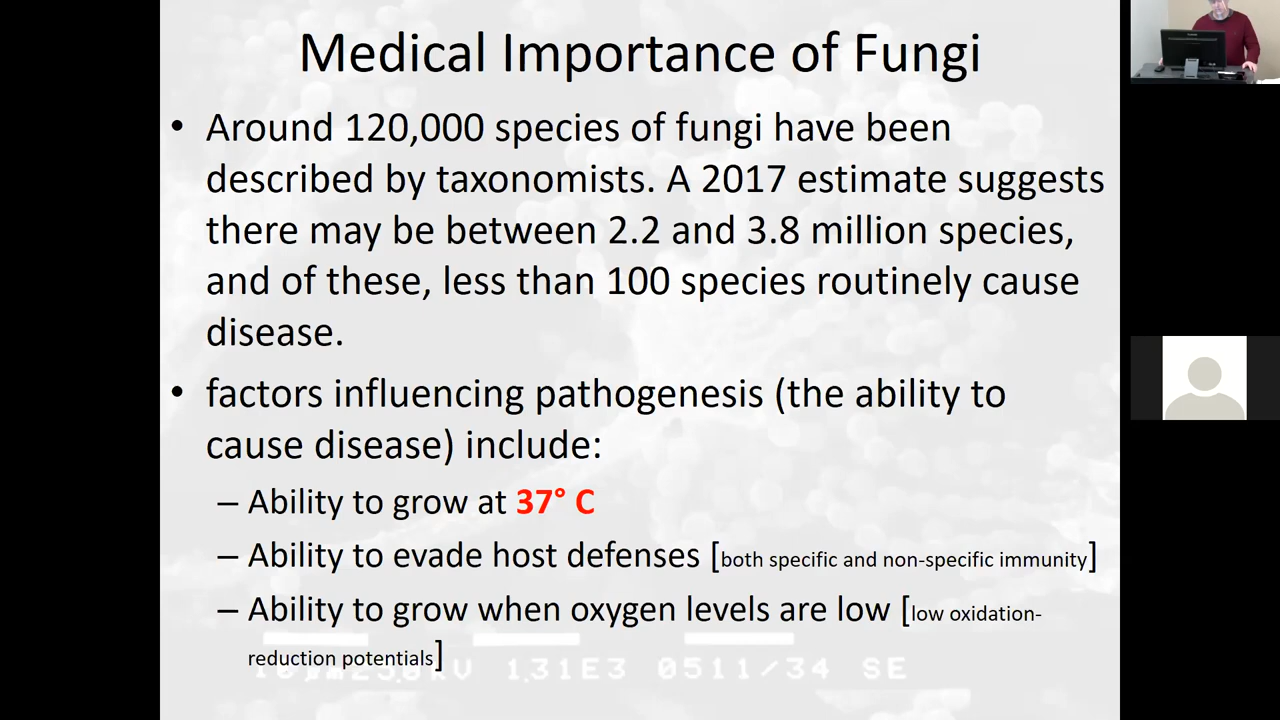 Medical Importance of Fungi
• Around 120,000 species of fungi have been
described by taxonomists. A 2017 estimate suggests
there may be between 2.2 and 3.8 million species,
and of these, less than 100 species routinely cause
disease.
• factors influencing pathogenesis (the ability to
cause disease) include:
– Ability to grow at 37° C
– Ability to evade host defenses [both specific and non-specific immunity]
– Ability to grow when oxygen levels are low [low oxidation-
reduction potentials]
1.31E3 0511/34 SE